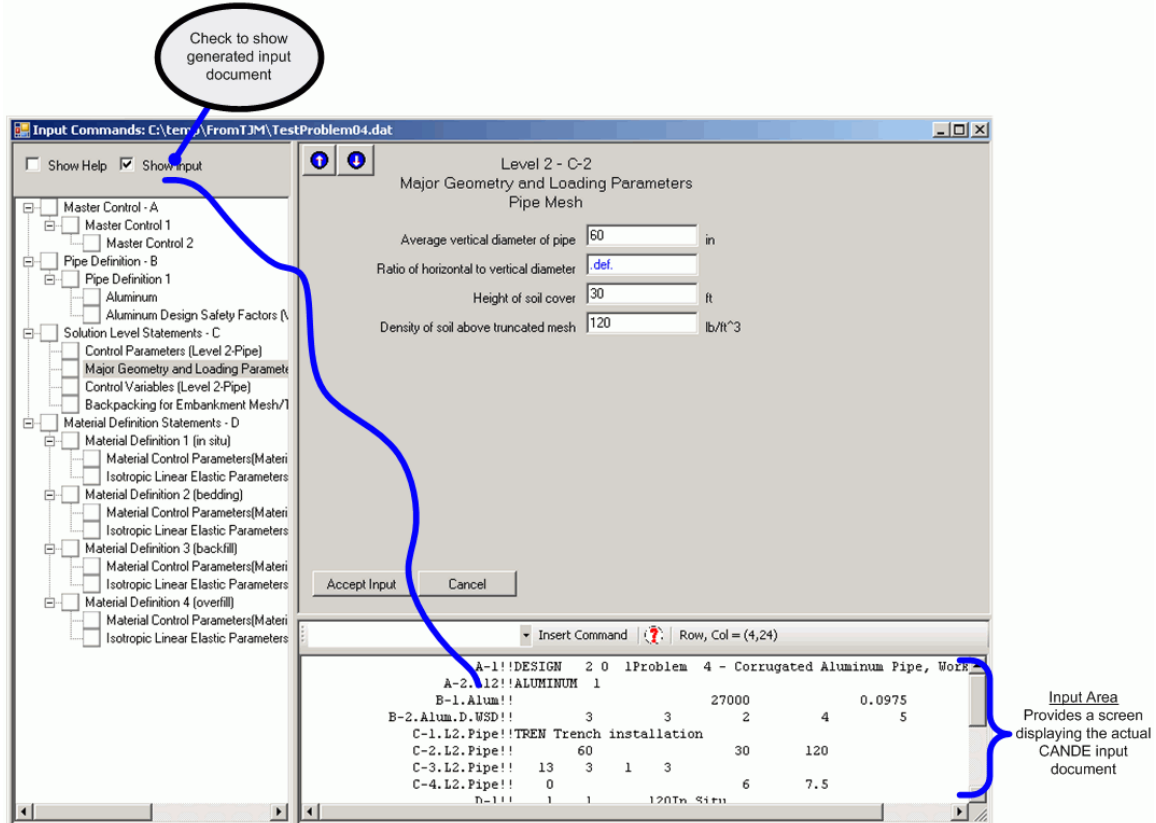 Check to show
generated input
document
Input Commands: C:\temp\FromTJM\TestProblem04.dat
Show Help Show Input
Master Control - A
Master Control 1
Master Control 2
Pipe Definition - B
Pipe Definition 1
Aluminum
Aluminum Design Safety Factors (\
Solution Level Statements - C
Control Parameters (Level 2-Pipe)
Major Geometry and Loading Paramete
Control Variables (Level 2-Pipe)
Backpacking for Embankment Mesh/T
Material Definition Statements - D
Material Definition 1 (in situ)
Material Control Parameters(Materi
Isotropic Linear Elastic Parameters
Material Definition 2 (bedding)
Material Control Parameters(Materi
Isotropic Linear Elastic Parameters
Material Definition 3 (backfill)
Material Control Parameters(Materi
Isotropic Linear Elastic Parameters
Material Definition 4 (overfill)
Material Control Parameters(Materi
Isotropic Linear Elastic Parameters
Level 2 - C-2
Major Geometry and Loading Parameters
Pipe Mesh
Average vertical diameter of pipe 60 in
Ratio of horizontal to vertical diameter .def.
Height of soil cover 30 ft
Density of soil above truncated mesh 120 lb/ft^3
Accept Input Cancel
Insert Command ? Row, Col = (4,24)
A-1!!DESIGN 2 0 1Problem 4 - Corrugated Aluminum Pipe, Work
A-2. 12!!ALUMINUM 1
B-1.Alum!! 27000 0.0975
B-2.Alum.D.WSD!! 3 3 2 4 5
C-1.L2.Pipe!!TREN Trench installation
C-2.L2.Pipe!! 60 30 120
C-3.L2.Pipe!! 13 3 1 3
C-4.L2.Pipe!! 0 6 7.5
D-1!! 1 1 120In Situ
Input Area
Provides a screen
displaying the actual
CANDE input
document